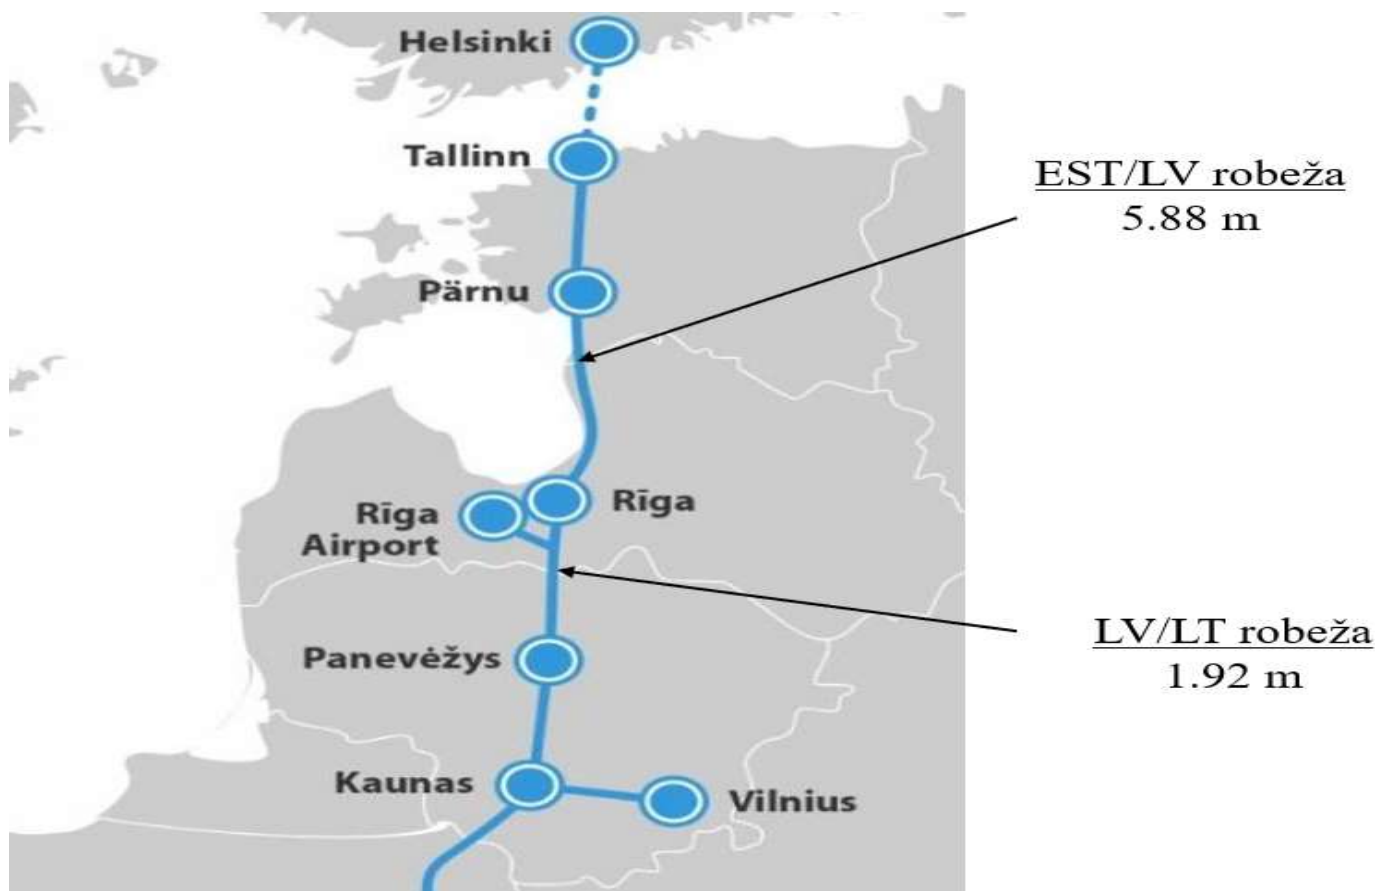 Helsinki
Tallinn
EST/LV robeža
5.88 m
Pärnu
Rīga
Airport
Rīga
LV/LT robeža
1.92 m
Panevėžys
Kaunas
Vilnius